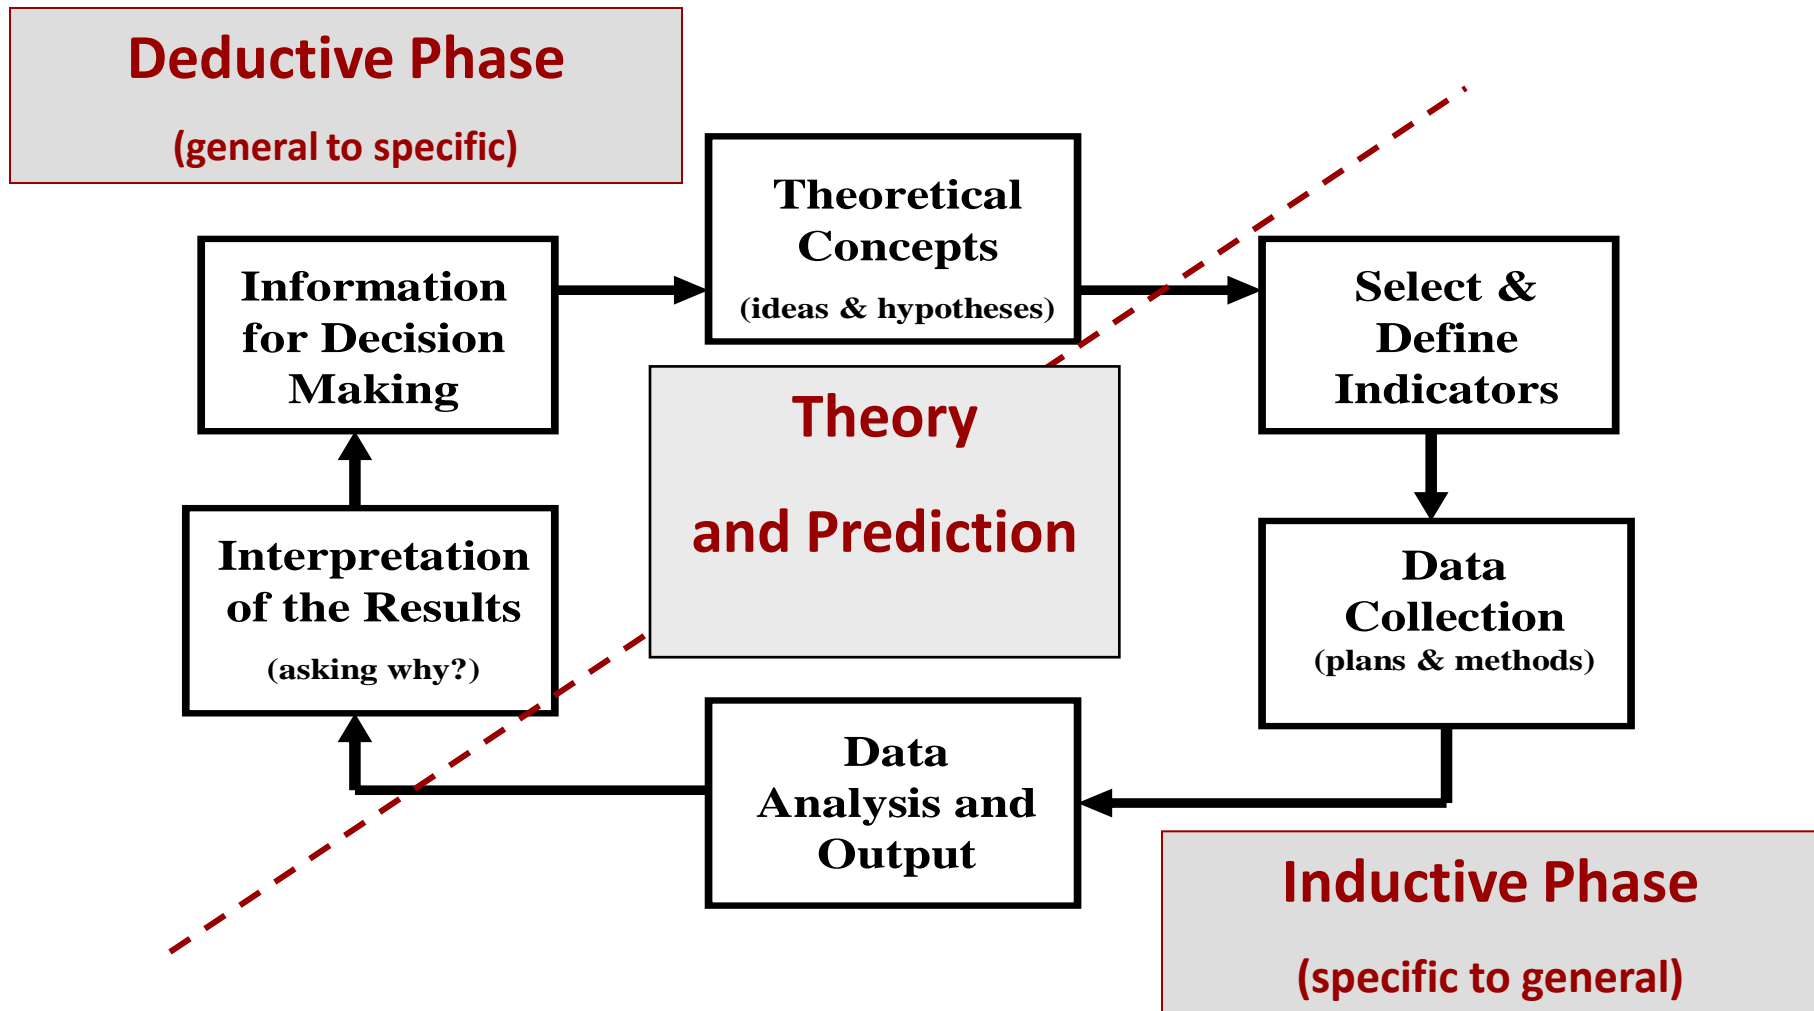 Deductive Phase
(general to specific)
Theoretical
Concepts
(ideas & hypotheses)
Information
for Decision
Making
Select &
Define
Indicators
Theory
and Prediction
Interpretation
of the Results
(asking why?)
Data
Collection
(plans & methods)
Data
Analysis and
Output
Inductive Phase
(specific to general)